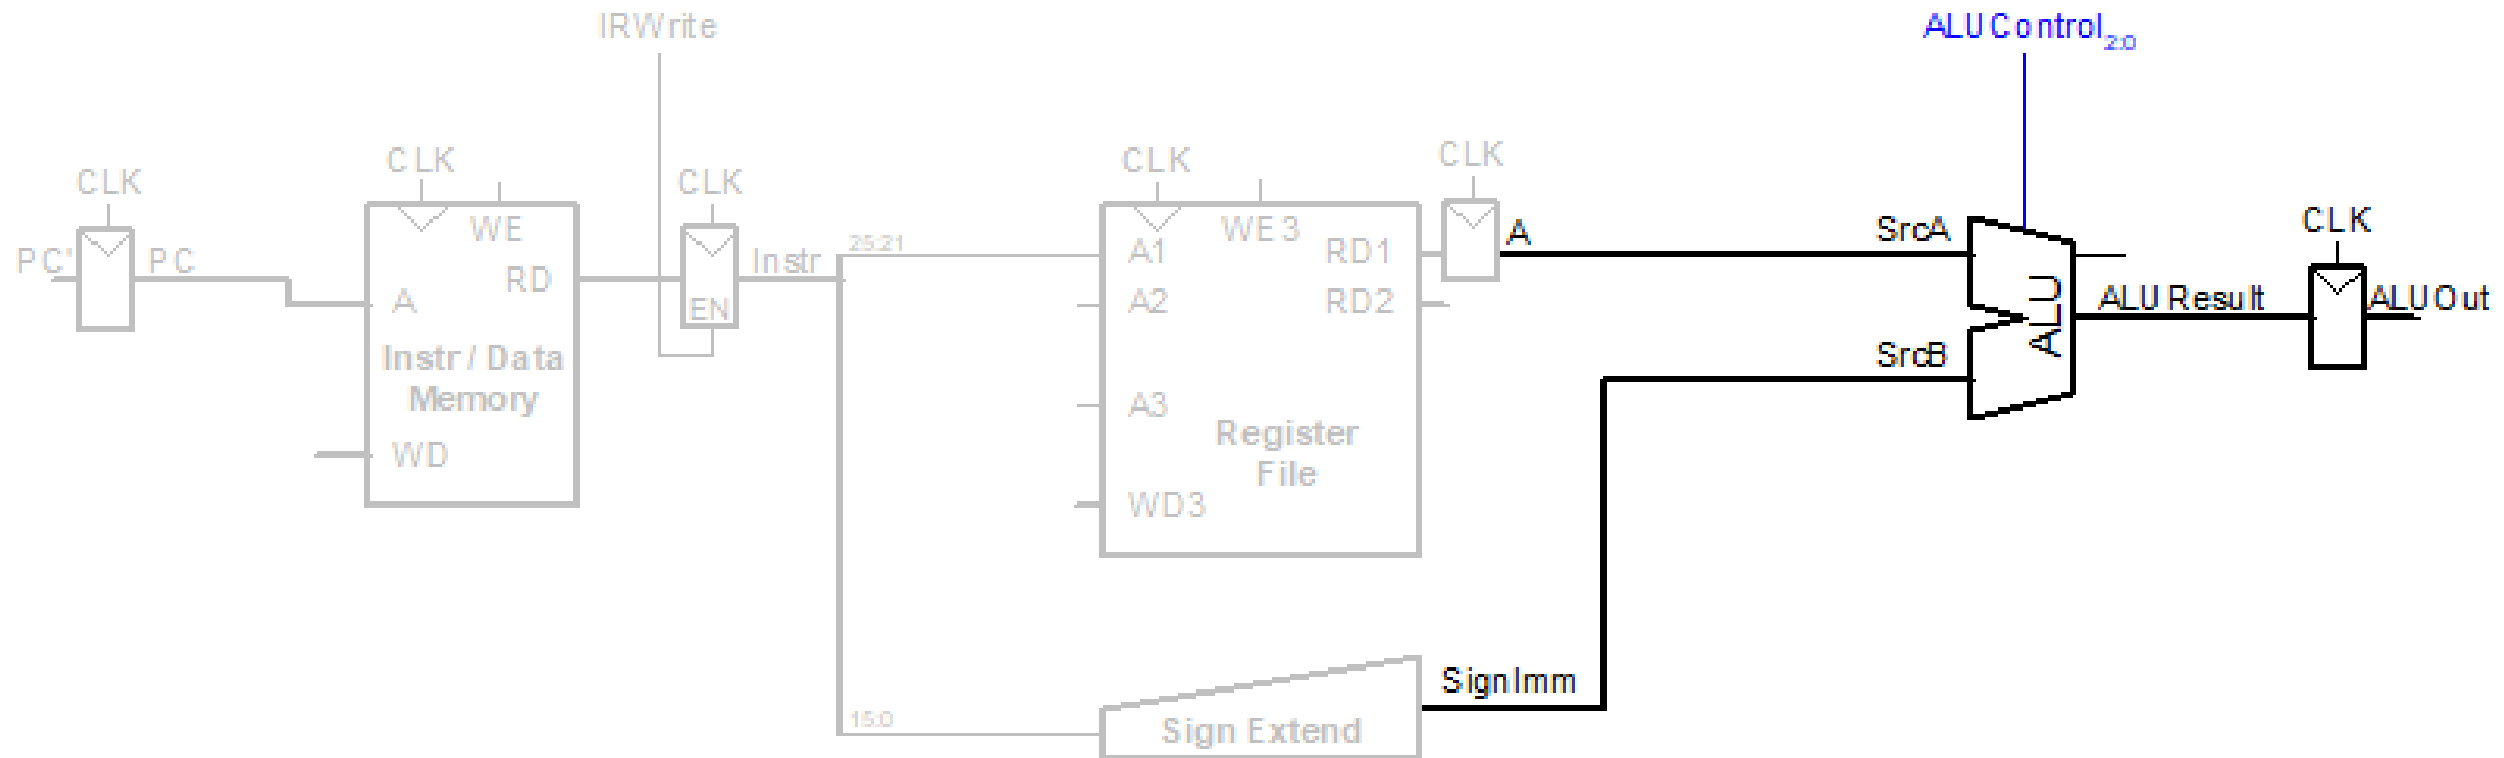 IRWrite
ALUControl2:0
CLK
CLK
CLK
CLK
CLK
CLK
PC'
PC
WE
A
RD
Instr / Data
Memory
WD
EN
Instr
25:21
15:0
WE3
A1
A2
A3
WD3
RD1
RD2
Register
File
A
SrcA
SrcB
ALU
ALUResult
ALUOut
SignImm
Sign Extend